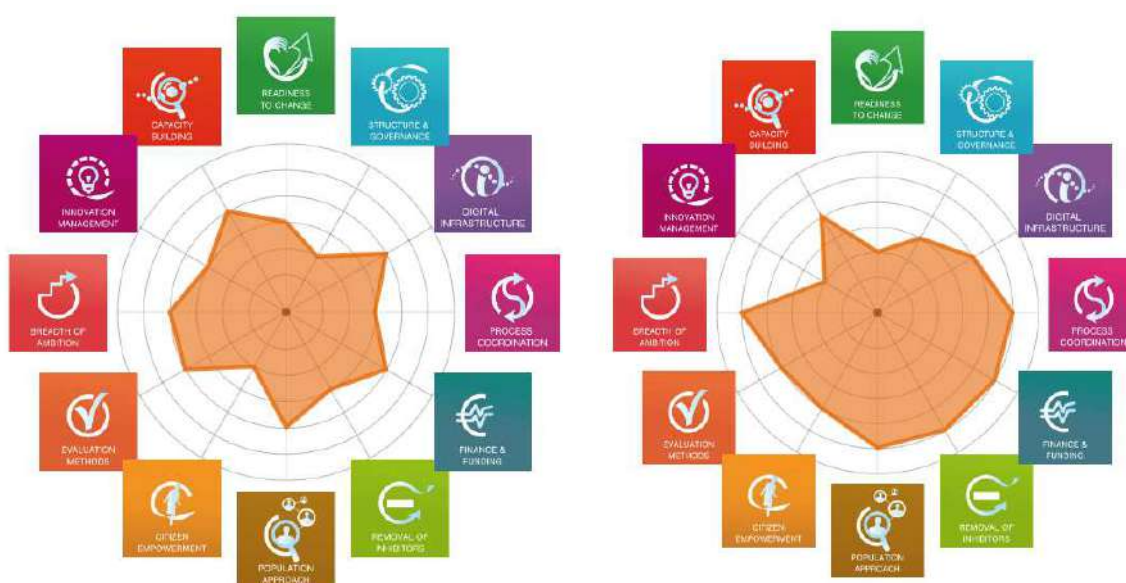 READINESS
TO CHANGE
STRUCTURE &
GOVERNANCE
DIGITAL
INFRASTRUCTURE
PROCESS
COORDINATION
FINANCE &
FUNDING
REMOVAL OF
INHIBITORS
POPULATION
APPROACH
CITIZEN
EMPOWERMENT
EVALUATION
METHODS
BREADTH OF
AMBITION
INNOVATION
MANAGEMENT
CAPACITY
BUILDING
READINESS
TO CHANGE
STRUCTURE &
GOVERNANCE
DIGITAL
INFRASTRUCTURE
PROCESS
COORDINATION
FINANCE &
FUNDING
REMOVAL OF
INHIBITORS
POPULATION
APPROACH
CITIZEN
EMPOWERMENT
EVALUATION
METHODS
BREADTH OF
AMBITION
INNOVATION
MANAGEMENT
CAPACITY
BUILDING